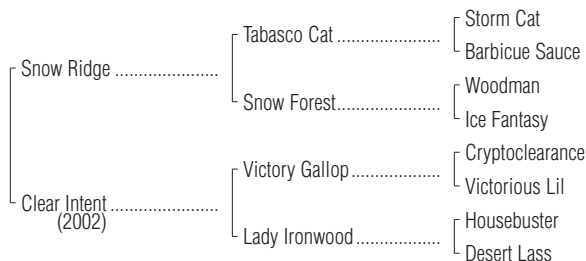 Storm Cat
Tabasco Cat ........................
Barbicue Sauce
Snow Ridge ........................
Woodman
Snow Forest........................
Ice Fantasy
Cryptoclearance
Victory Gallop ........................
Victorious Lil
Clear Intent ........................
(2002)
Housebuster
Lady Ironwood........................
Desert Lass